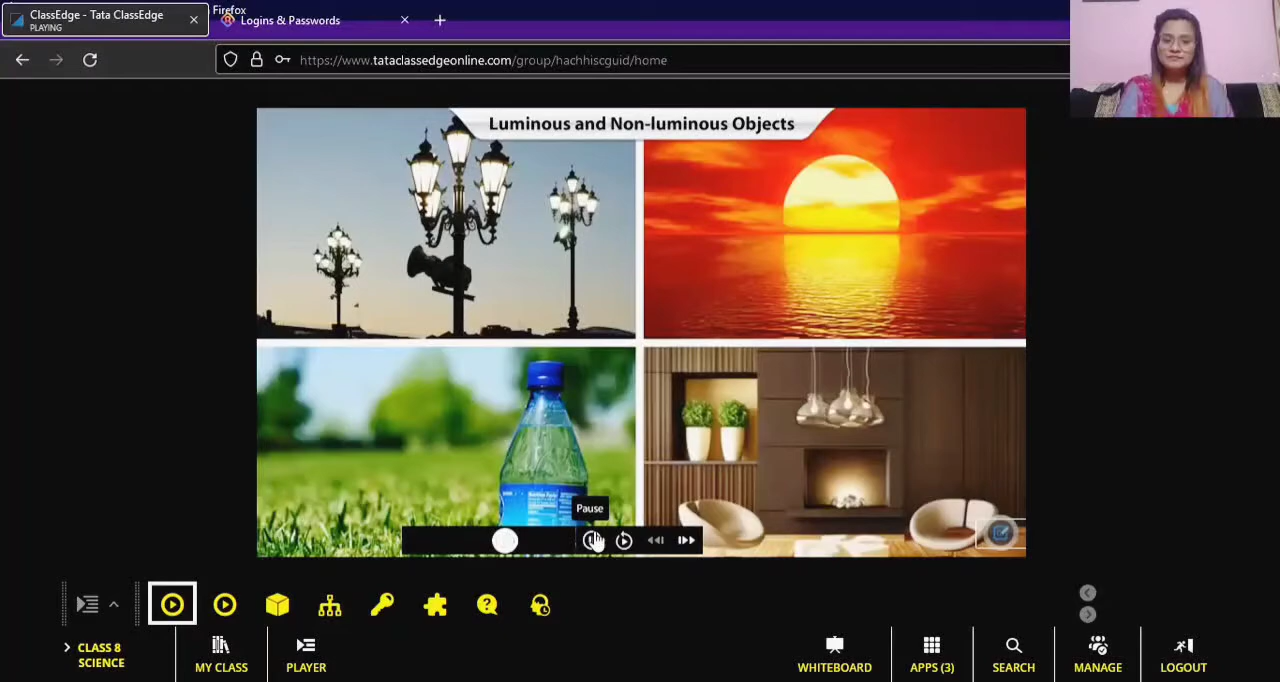 Firefox
ClassEdge - Tata ClassEdge
PLAYING
Logins & Passwords
https://www.tataclassedgeonline.com/group/hachhiscguid/home
Luminous and Non-luminous Objects
Pause
CLASS 8
SCIENCE
MY CLASS
PLAYER
WHITEBOARD
APPS (3)
SEARCH
MANAGE
LOGOUT